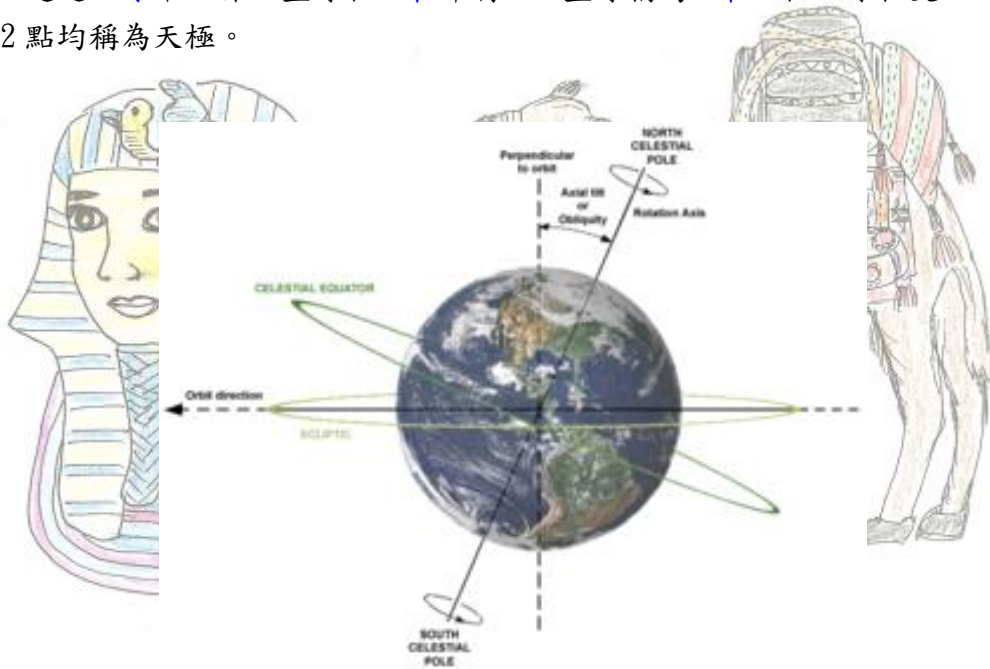 2 點均稱為天極。
NORTH
CELESTIAL
POLE
Perpendicular
to orbit
Axial tilt
or
Obliquity
Rotation Axis
CELESTIAL EQUATOR
Orbit direction
ECLIPTIC
SOUTH
CELESTIAL
POLE